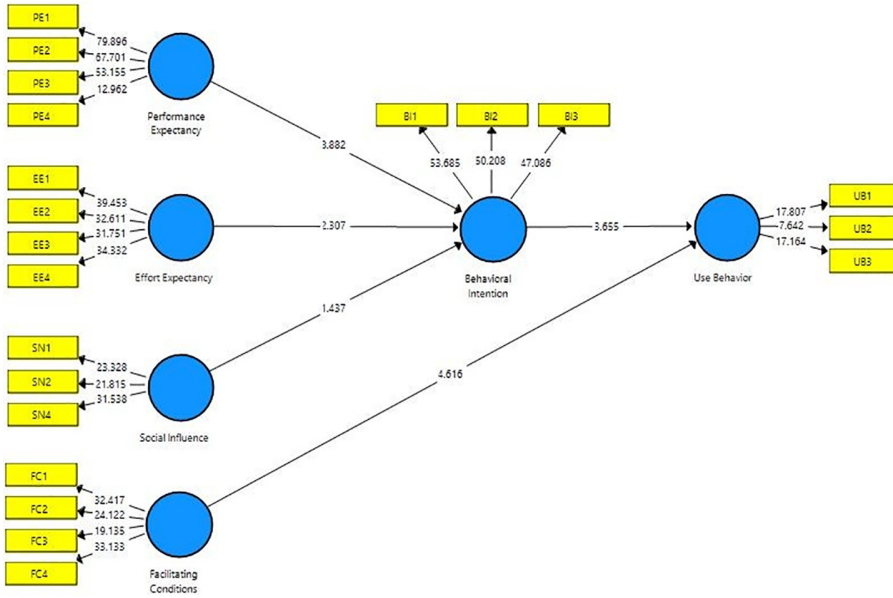 PE1
PE2
PE3
PE4
79.896
67.701
53.155
12.962
Performance
Expectancy
3.882
BI1
BI2
BI3
53.685
50.208
47.086
EE1
EE2
EE3
EE4
39.453
32.611
31.751
34.332
Effort Expectancy
2.307
Behavioral
Intention
3.655
Use Behavior
17.807
7.642
17.164
UB1
UB2
UB3
1.437
SN1
SN2
SN4
23.328
21.815
31.538
Social Influence
4.616
FC1
FC2
FC3
FC4
32.417
24.122
19.135
33.133
Facilitating
Conditions